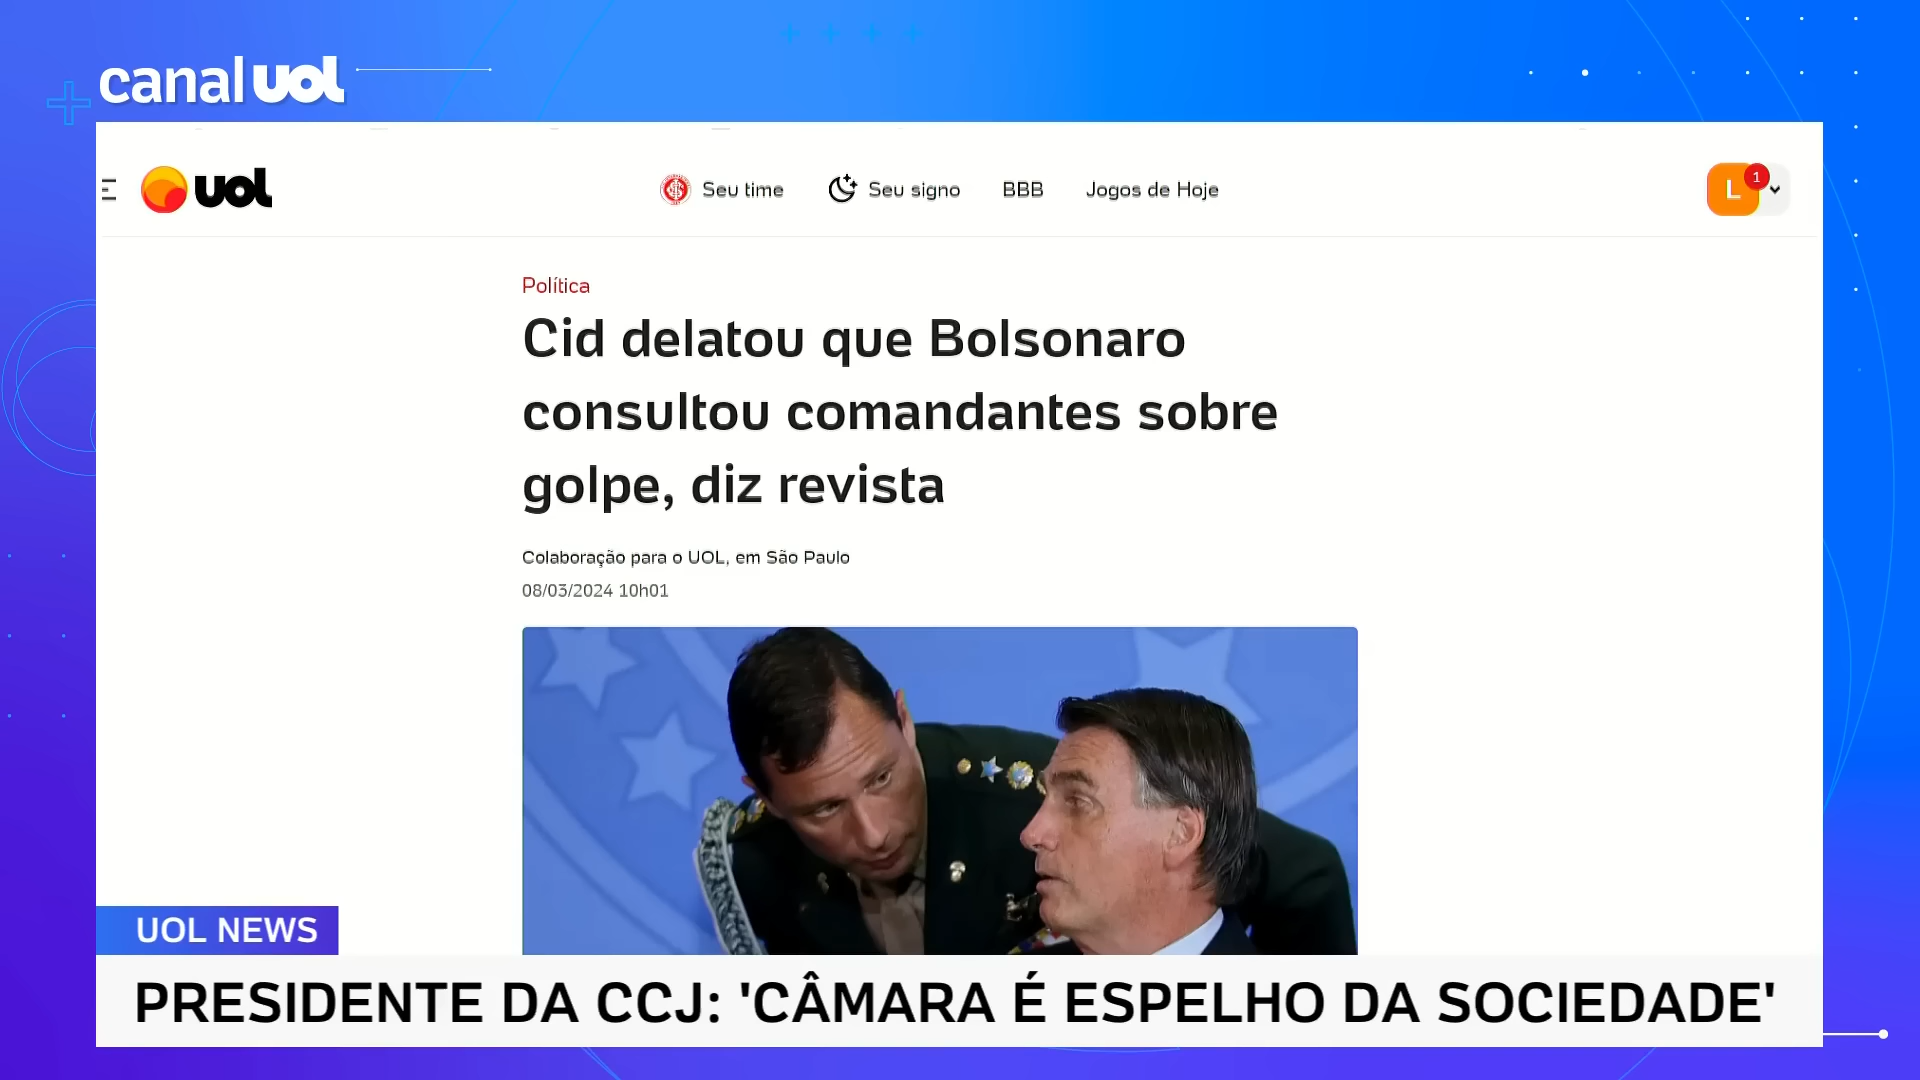 canal uol
uol
Seu time
Seu signo
BBB
Jogos de Hoje
L
1
Política
Cid delatou que Bolsonaro
consultou comandantes sobre
golpe, diz revista
Colaboração para o UOL, em São Paulo
08/03/2024 10h01
UOL NEWS
PRESIDENTE DA CCJ: 'CÂMARA É ESPELHO DA SOCIEDADE'